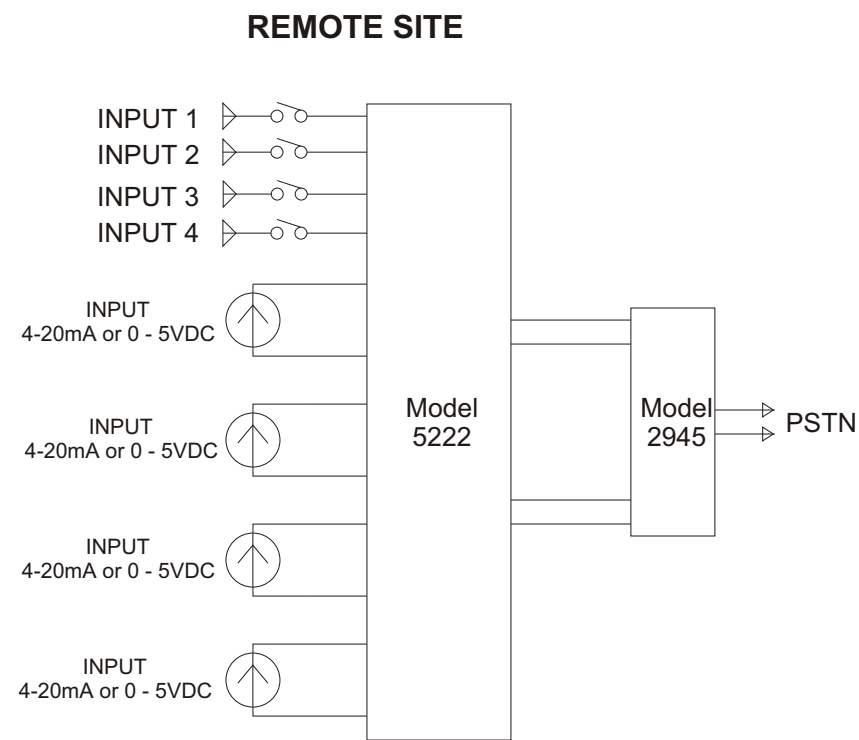 REMOTE SITE
INPUT 1
INPUT 2
INPUT 3
INPUT 4
INPUT
4-20mA or 0 - 5VDC
INPUT
4-20mA or 0 - 5VDC
INPUT
4-20mA or 0 - 5VDC
INPUT
4-20mA or 0 - 5VDC
Model
5222
Model
2945
PSTN